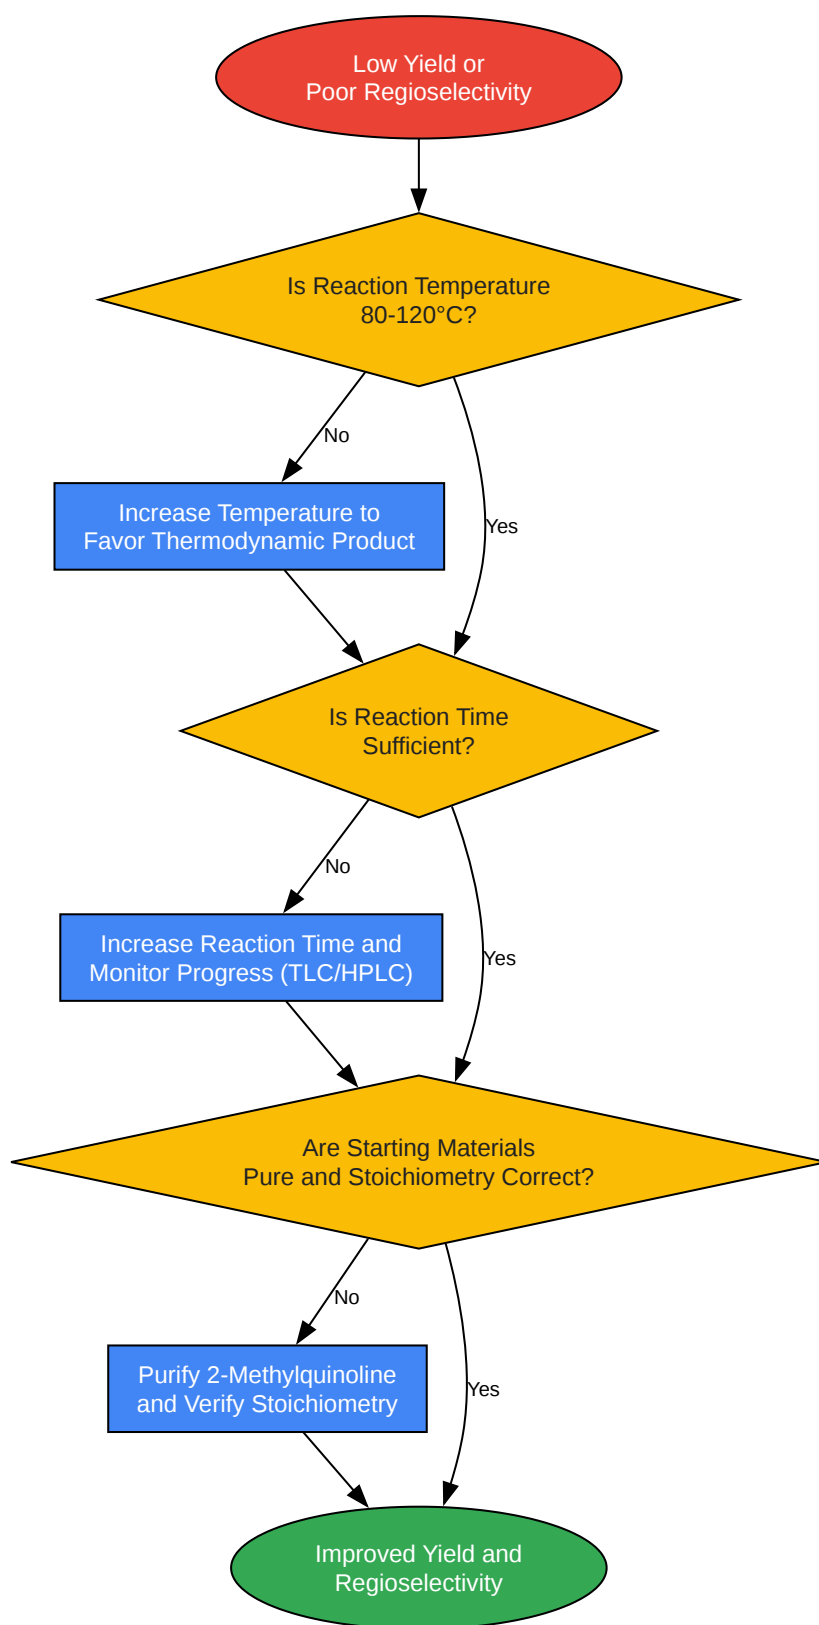 Low Yield or
Poor Regioselectivity
Is Reaction Temperature
80-120°C?
No
Increase Temperature to
Favor Thermodynamic Product
Yes
Is Reaction Time
Sufficient?
No
Increase Reaction Time and
Monitor Progress (TLC/HPLC)
Yes
Are Starting Materials
Pure and Stoichiometry Correct?
No
Purify 2-Methylquinoline
and Verify Stoichiometry
Yes
Improved Yield and
Regioselectivity